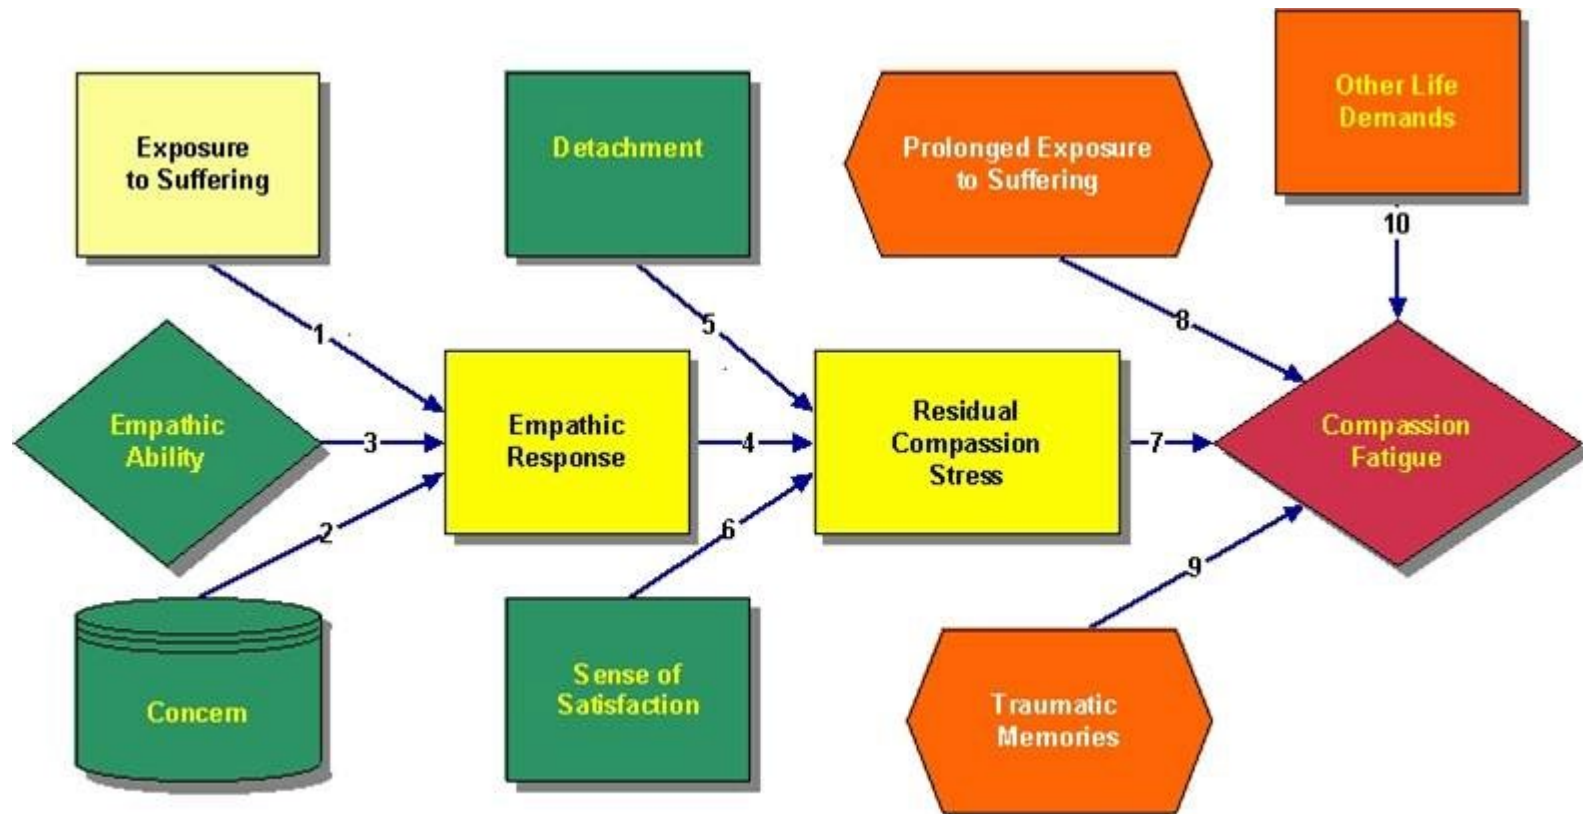 Exposure
to Suffering
Detachment
Prolonged Exposure
to Suffering
Other Life
Demands
10
1
5
8
Empathic
Ability
3
Empathic
Response
4
Residual
Compassion
Stress
7
Compassion
Fatigue
2
6
9
Concern
Sense of
Satisfaction
Traumatic
Memories